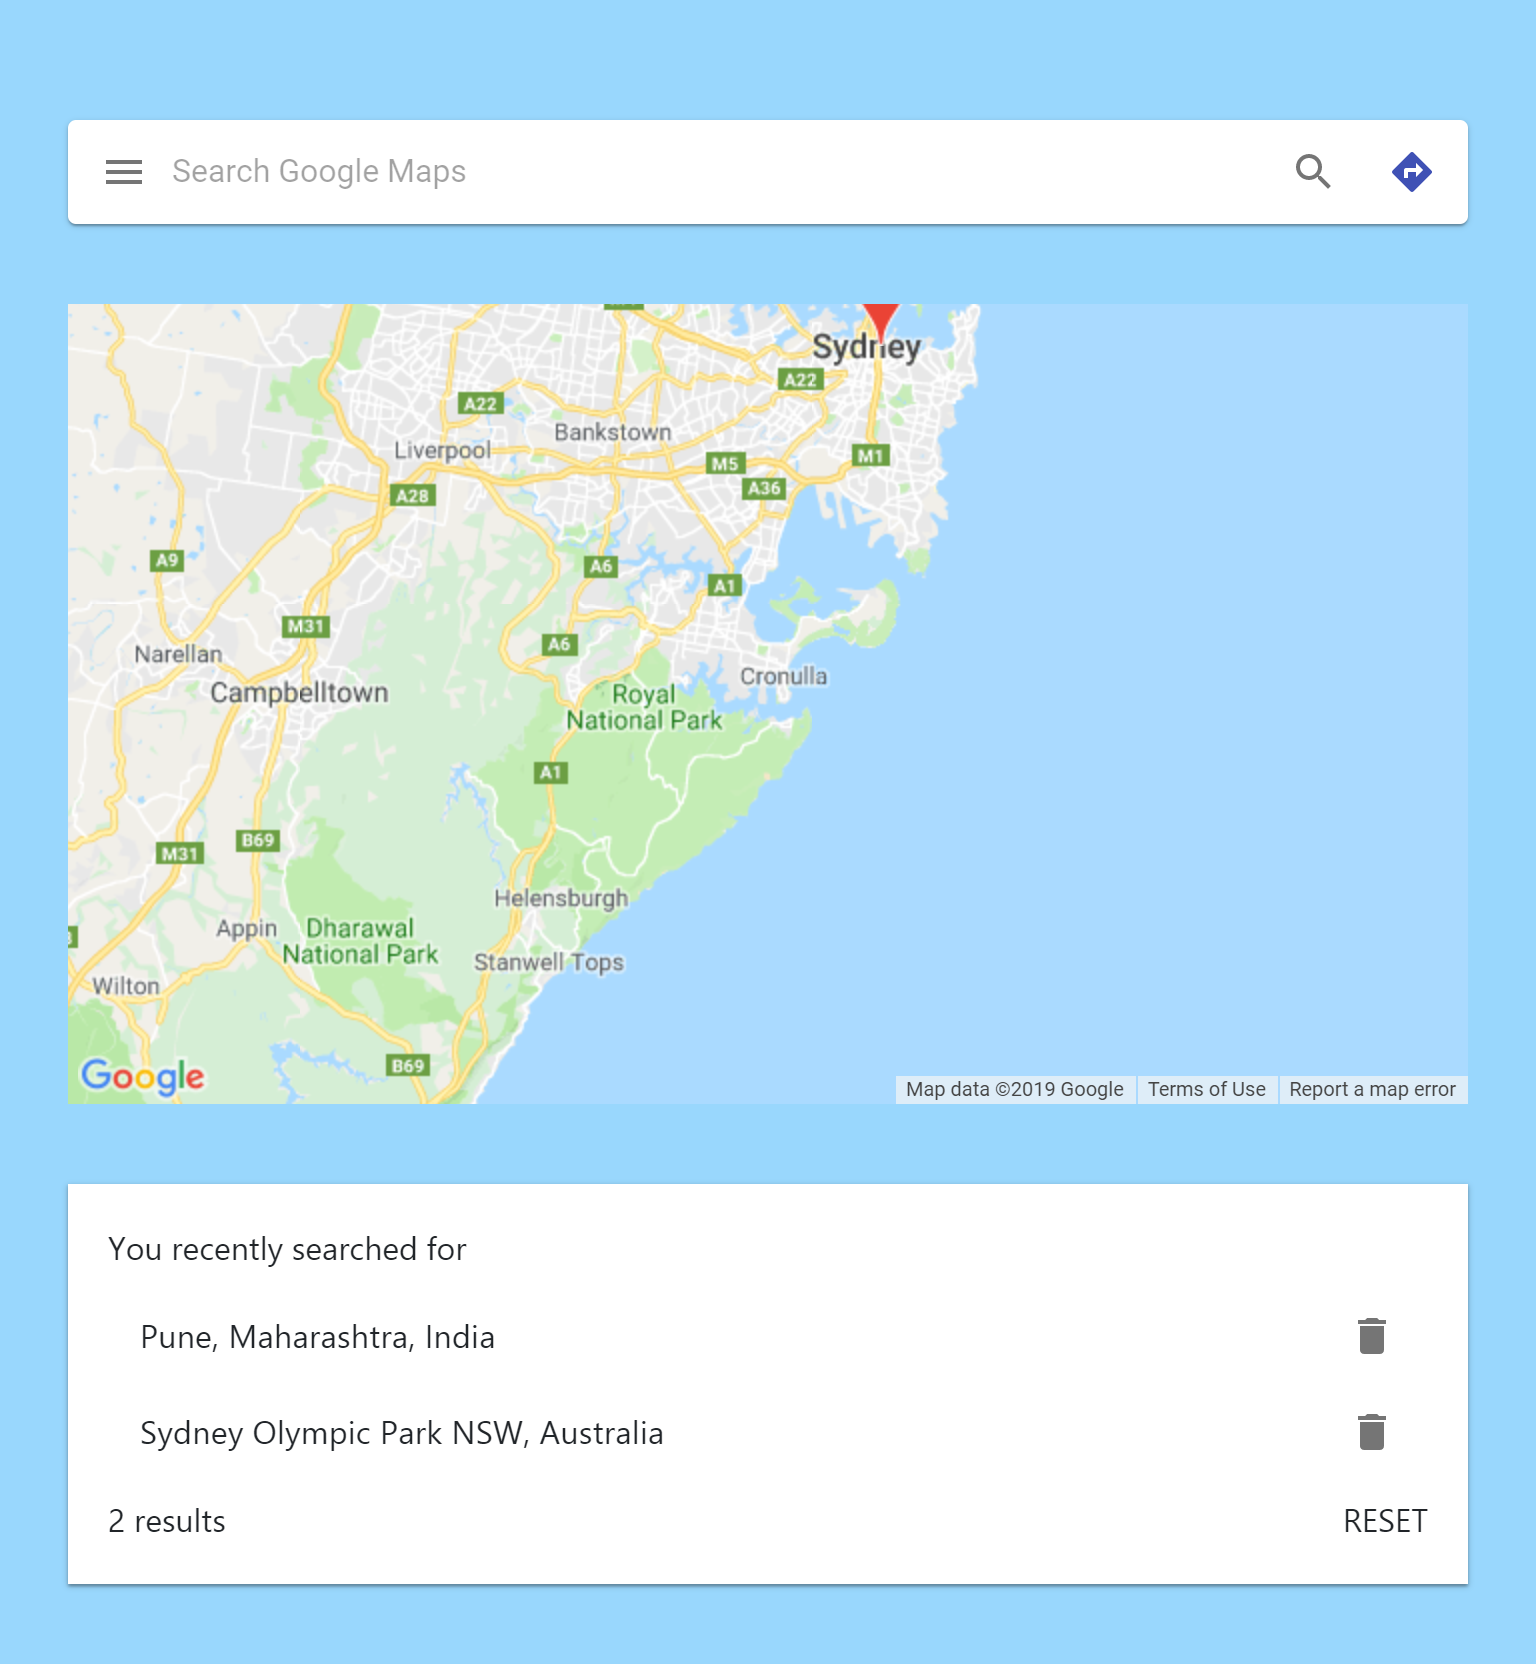 Search Google Maps
Sydney
A22
A22
Bankstown
Liverpool
M1
M5
A36
A28
A9
A6
A1
M31
A6
Narellan
Cronulla
Campbelltown
Royal
National Park
A1
B69
M31
Helensburgh
Appin
Dharawal
National Park
Stanwell Tops
Wilton
B69
Google
Map data ©2019 Google
Terms of Use
Report a map error
You recently searched for
Pune, Maharashtra, India
Sydney Olympic Park NSW, Australia
2 results
RESET